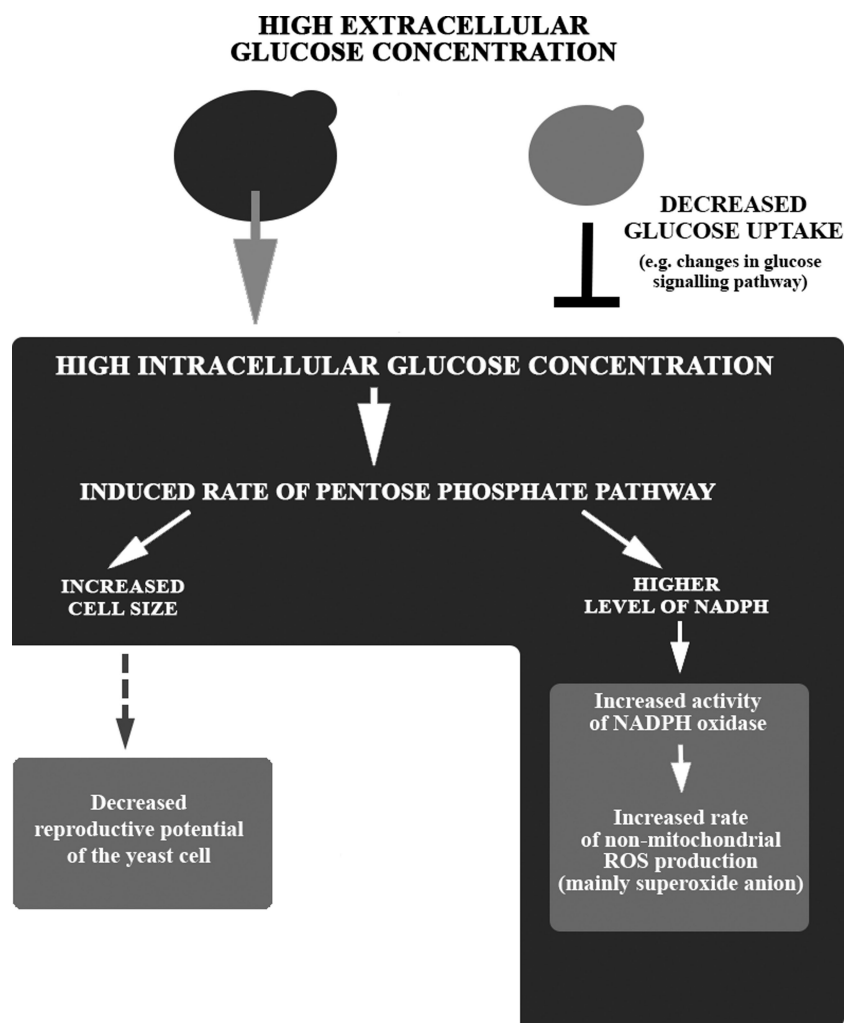 HIGH EXTRACELLULAR
GLUCOSE CONCENTRATION
DECREASED
GLUCOSE UPTAKE
(e.g. changes in glucose
signalling pathway)
HIGH INTRACELLULAR GLUCOSE CONCENTRATION
INDUCED RATE OF PENTOSE PHOSPHATE PATHWAY
INCREASED
CELL SIZE
HIGHER
LEVEL OF NADPH
Increased activity
of NADPH oxidase
Decreased
reproductive potential
of the yeast cell
Increased rate
of non-mitochondrial
ROS production
(mainly superoxide anion)